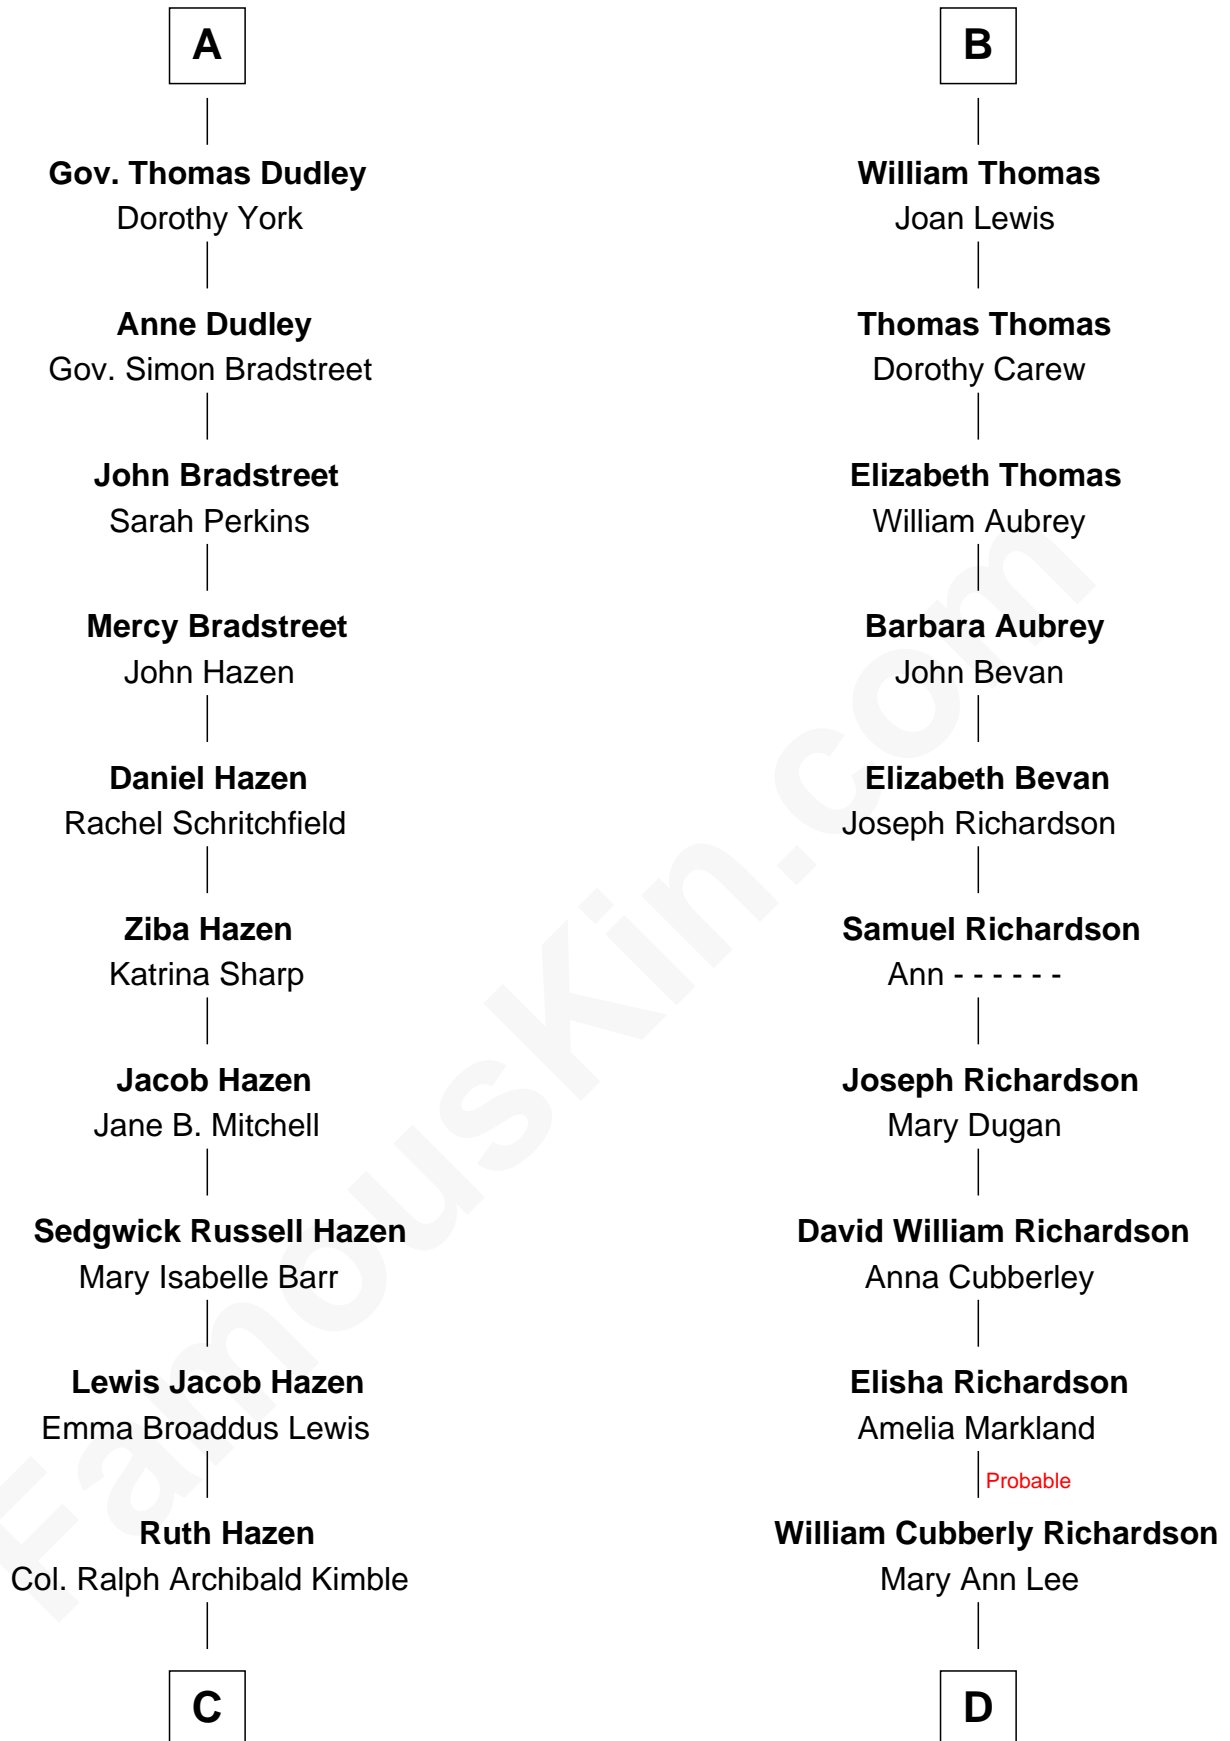 A
Gov. Thomas Dudley
Dorothy York
Anne Dudley
Gov. Simon Bradstreet
John Bradstreet
Sarah Perkins
Mercy Bradstreet
John Hazen
Daniel Hazen
Rachel Schritchfield
Ziba Hazen
Katrina Sharp
Jacob Hazen
Jane B. Mitchell
Sedgwick Russell Hazen
Mary Isabelle Barr
Lewis Jacob Hazen
Emma Broaddus Lewis
Ruth Hazen
Col. Ralph Archibald Kimble
C
B
William Thomas
Joan Lewis
Thomas Thomas
Dorothy Carew
Elizabeth Thomas
William Aubrey
Barbara Aubrey
John Bevan
Elizabeth Bevan
Joseph Richardson
Samuel Richardson
Ann - - - - - -
Joseph Richardson
Mary Dugan
David William Richardson
Anna Cubberley
Elisha Richardson
Amelia Markland
Probable
William Cubberly Richardson
Mary Ann Lee
D
FamousKin.com